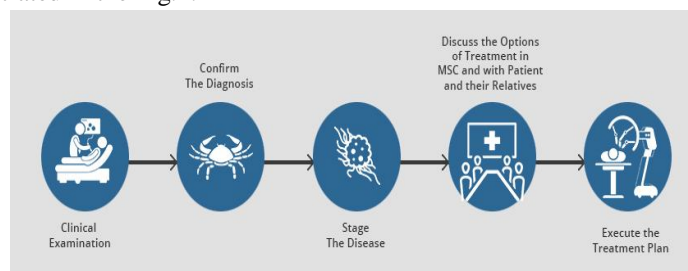 Clinical
Examination
Confirm
The Diagnosis
Stage
The Disease
Discuss the Options
of Treatment in
MSC and with Patient
and their Relatives
Execute the
Treatment Plan